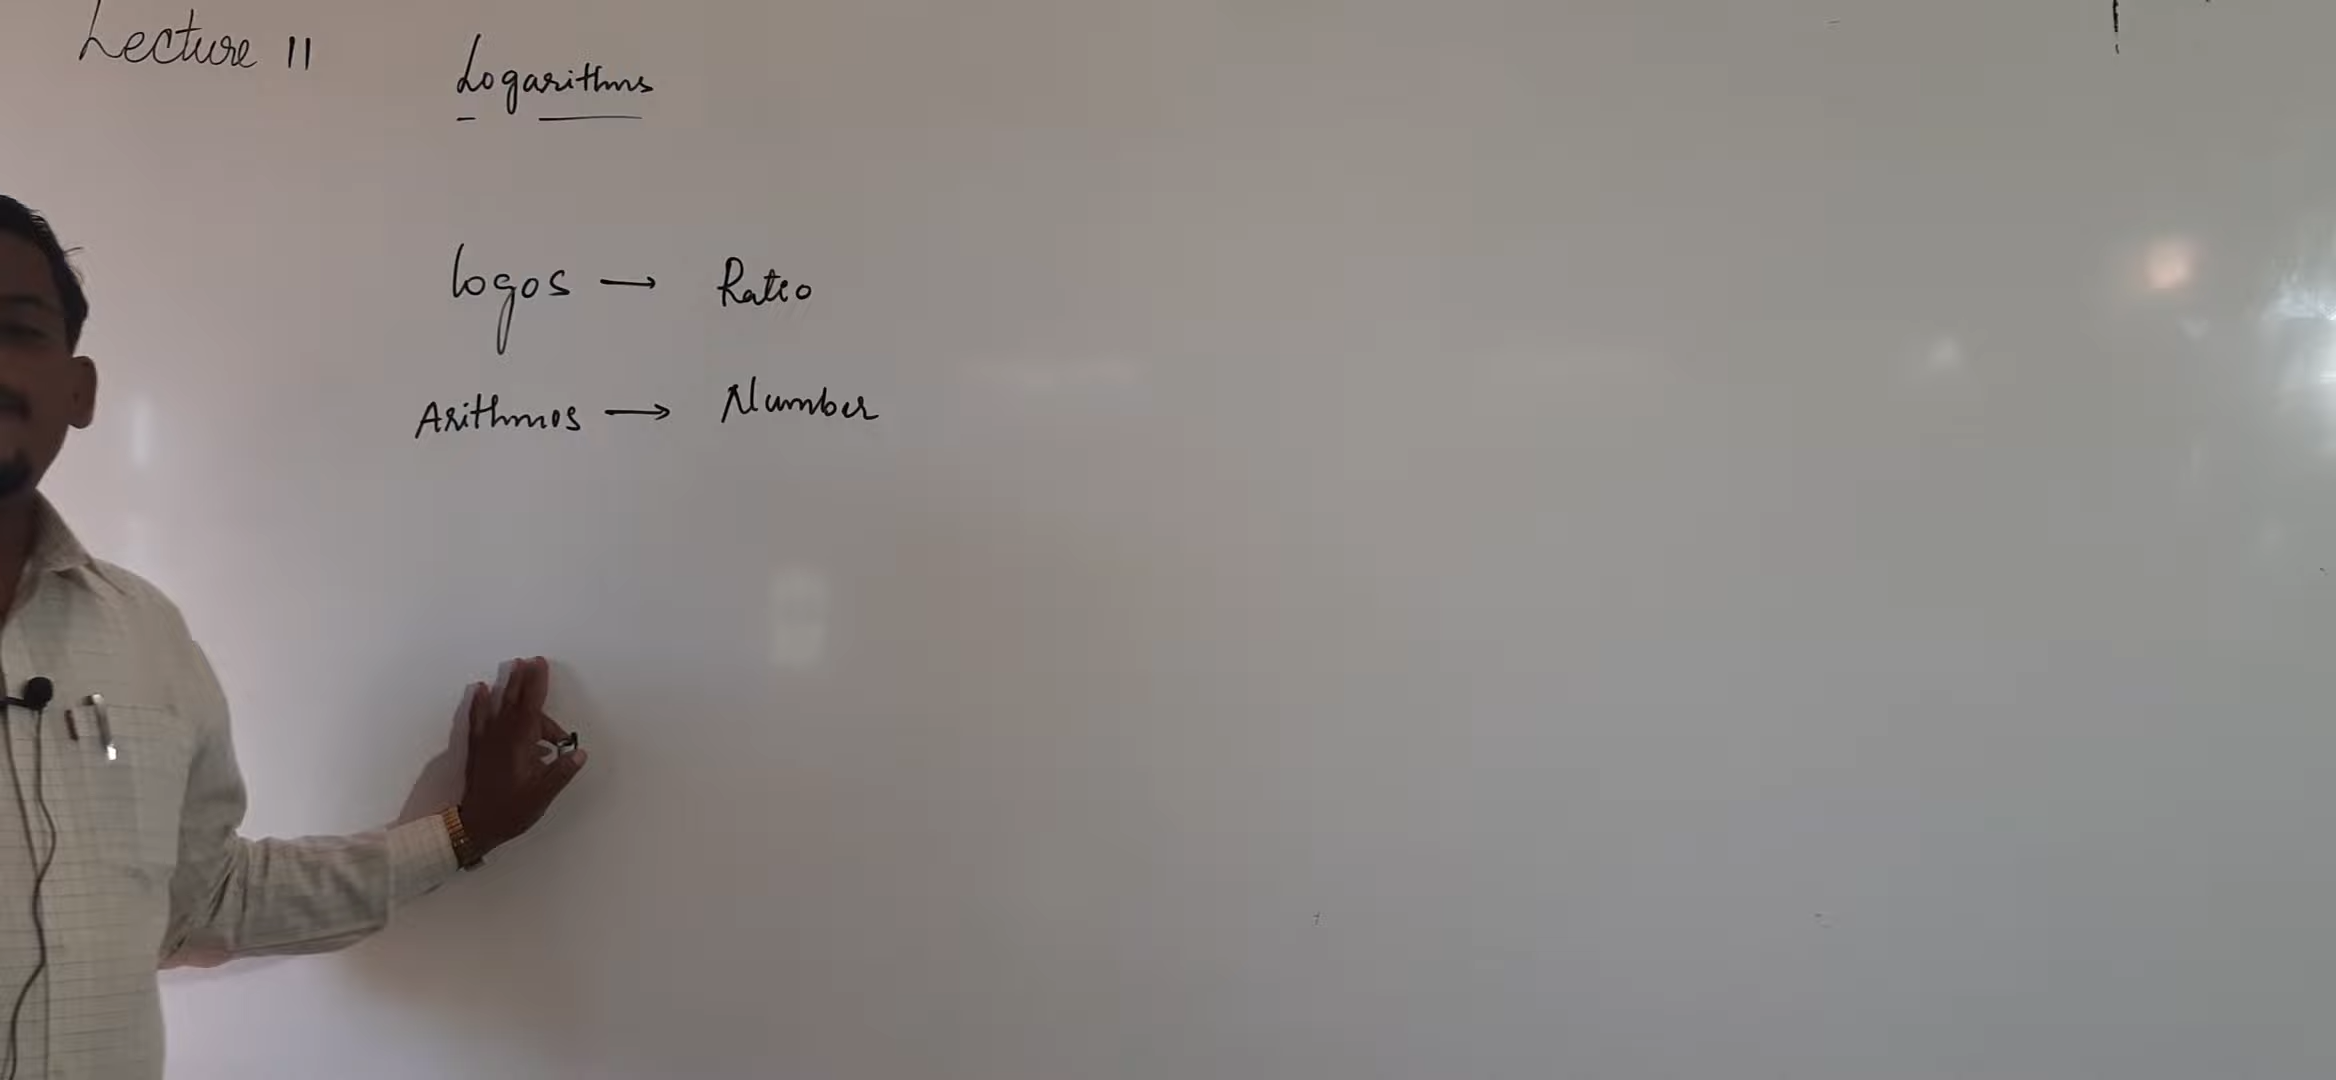 Lecture 11
Logarithms
logos → Ratio
Arithmos → Number